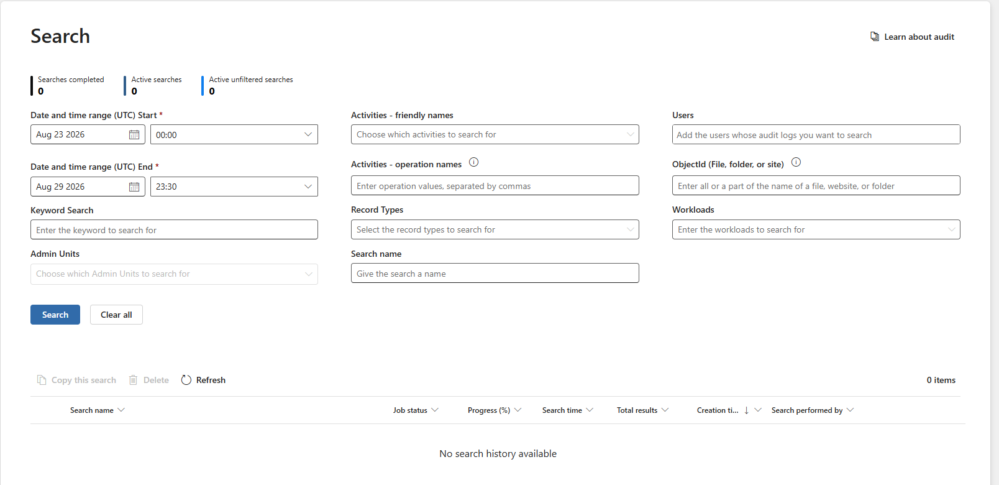 Search
Learn about audit
Searches completed
0
Active searches
0
Active unfiltered searches
0
Date and time range (UTC) Start *
Aug 23 2026
00:00
Activities - friendly names
Choose which activities to search for
Users
Add the users whose audit logs you want to search
Date and time range (UTC) End *
Aug 29 2026
23:30
Activities - operation names
Enter operation values, separated by commas
ObjectId (File, folder, or site)
Enter all or a part of the name of a file, website, or folder
Keyword Search
Enter the keyword to search for
Record Types
Select the record types to search for
Workloads
Enter the workloads to search for
Admin Units
Choose which Admin Units to search for
Search name
Give the search a name
Search
Clear all
Copy this search
Delete
Refresh
0 items
Search name
Job status
Progress (%)
Search time
Total results
Creation ti... ↓
Search performed by
No search history available